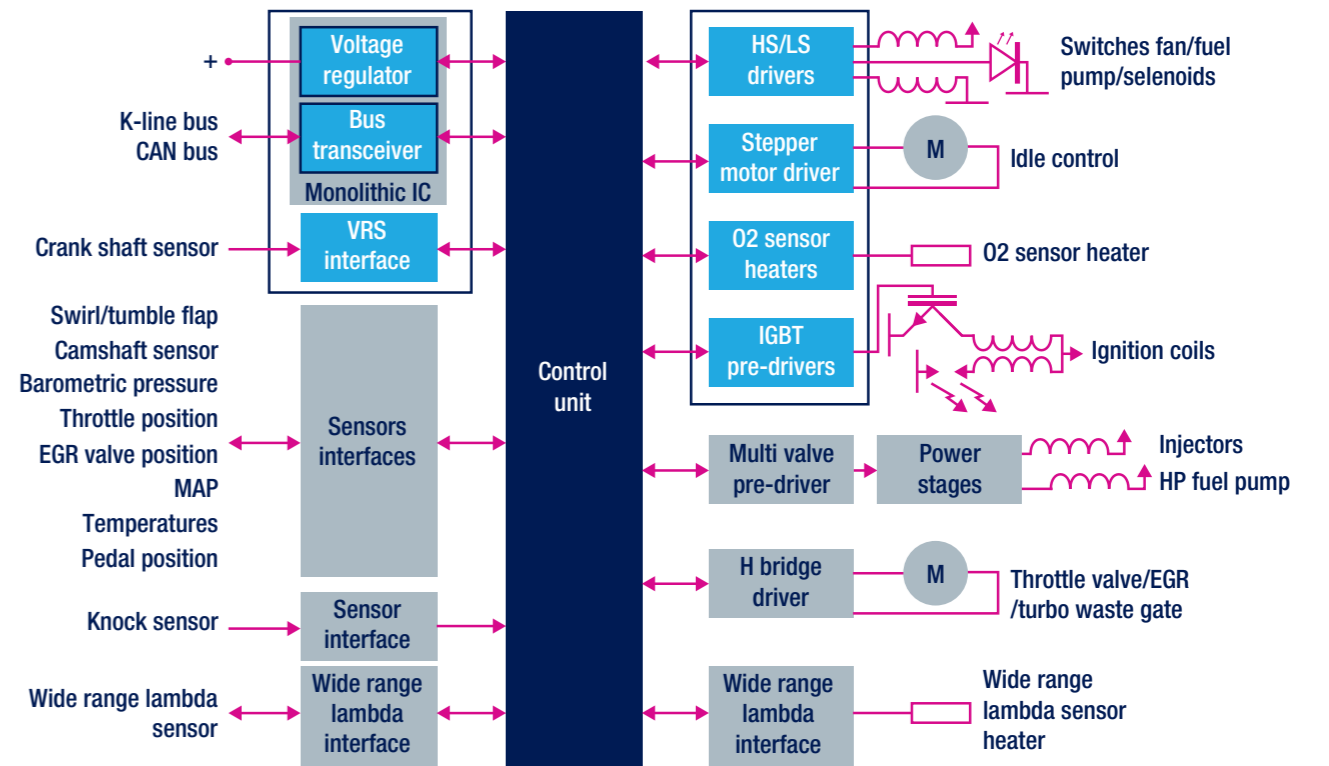 +
Voltage
regulator
K-line bus
CAN bus
Bus
transceiver
Monolithic IC
Crank shaft sensor
VRS
interface
Swirl/tumble flap
Camshaft sensor
Barometric pressure
Throttle position
EGR valve position
MAP
Temperatures
Pedal position
Sensors
interfaces
Knock sensor
Sensor
interface
Wide range lambda
sensor
Wide range
lambda
interface
Control
unit
HS/LS
drivers
Switches fan/fuel
pump/selenoids
Stepper
motor driver
M
Idle control
O2 sensor
heaters
O2 sensor heater
IGBT
pre-drivers
Ignition coils
Multi valve
pre-driver
Power
stages
Injectors
HP fuel pump
H bridge
driver
M
Throttle valve/EGR
/turbo waste gate
Wide range
lambda
interface
Wide range
lambda sensor
heater